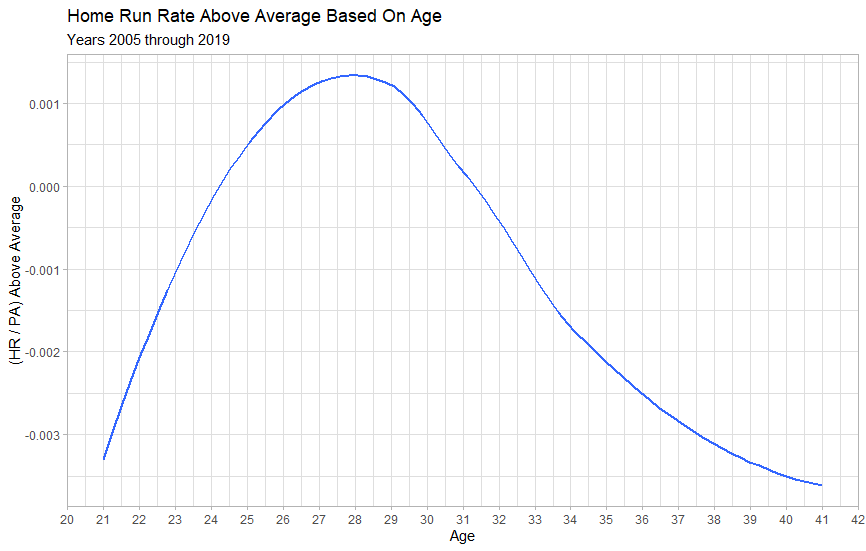 Home Run Rate Above Average Based On Age
Years 2005 through 2019
(HR / PA) Above Average
0.001
0.000
-0.001
-0.002
-0.003
20 21 22 23 24 25 26 27 28 29 30 31 32 33 34 35 36 37 38 39 40 41 42
Age